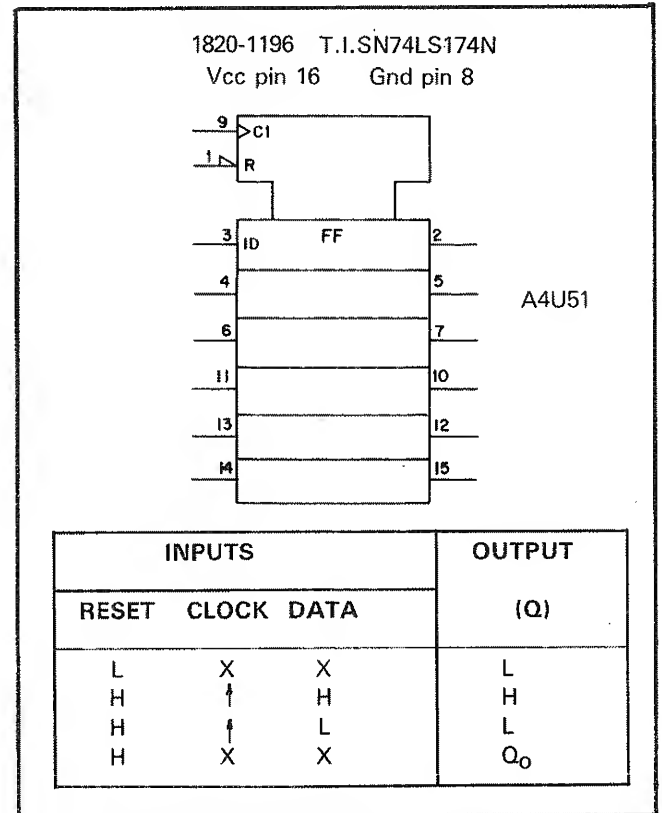 1820-1196 T.I.SN74LS174N
Vcc pin 16 Gnd pin 8
9 C1
1 R
3 1D FF 2
4 5
A4U51
6 7
11 10
13 12
14 15
INPUTS OUTPUT
RESET CLOCK DATA (Q)
L X X L
H ↑ H H
H ↑ L L
H X X Qo